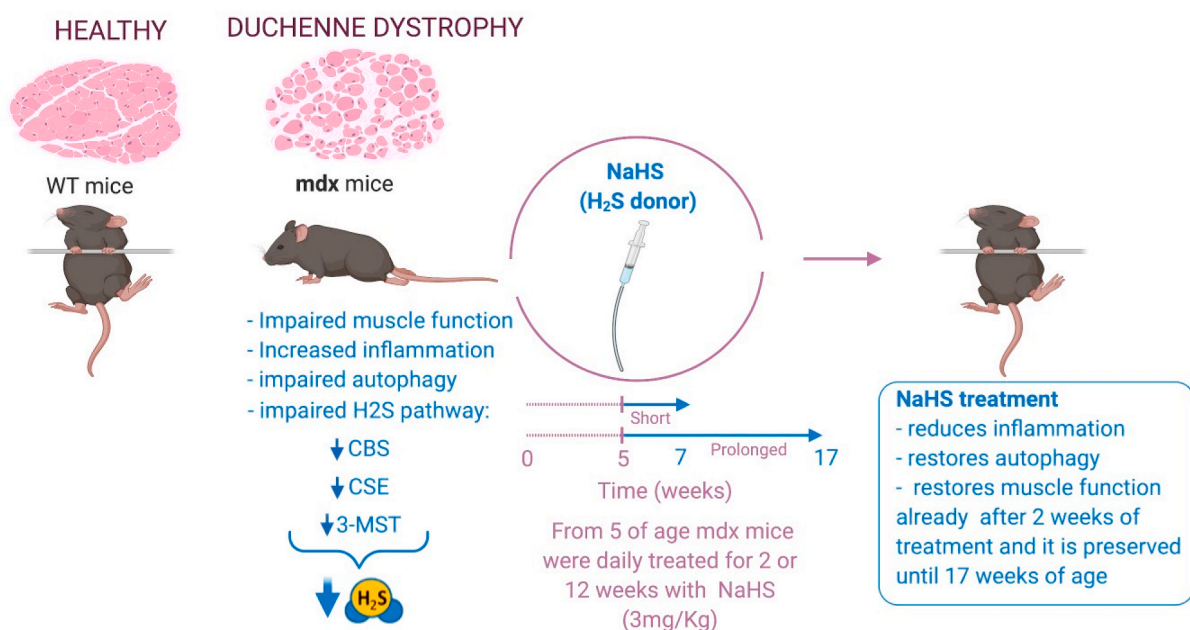 HEALTHY
DUCHENNE DYSTROPHY
WT mice
mdx mice
- Impaired muscle function
- Increased inflammation
- impaired autophagy
- impaired H2S pathway:
CBS
CSE
3-MST
H₂S
NaHS
(H₂S donor)
Short
Prolonged
0 5 7 17
Time (weeks)
From 5 of age mdx mice
were daily treated for 2 or
12 weeks with NaHS
(3mg/Kg)
NaHS treatment
- reduces inflammation
- restores autophagy
- restores muscle function
already after 2 weeks of
treatment and it is preserved
until 17 weeks of age